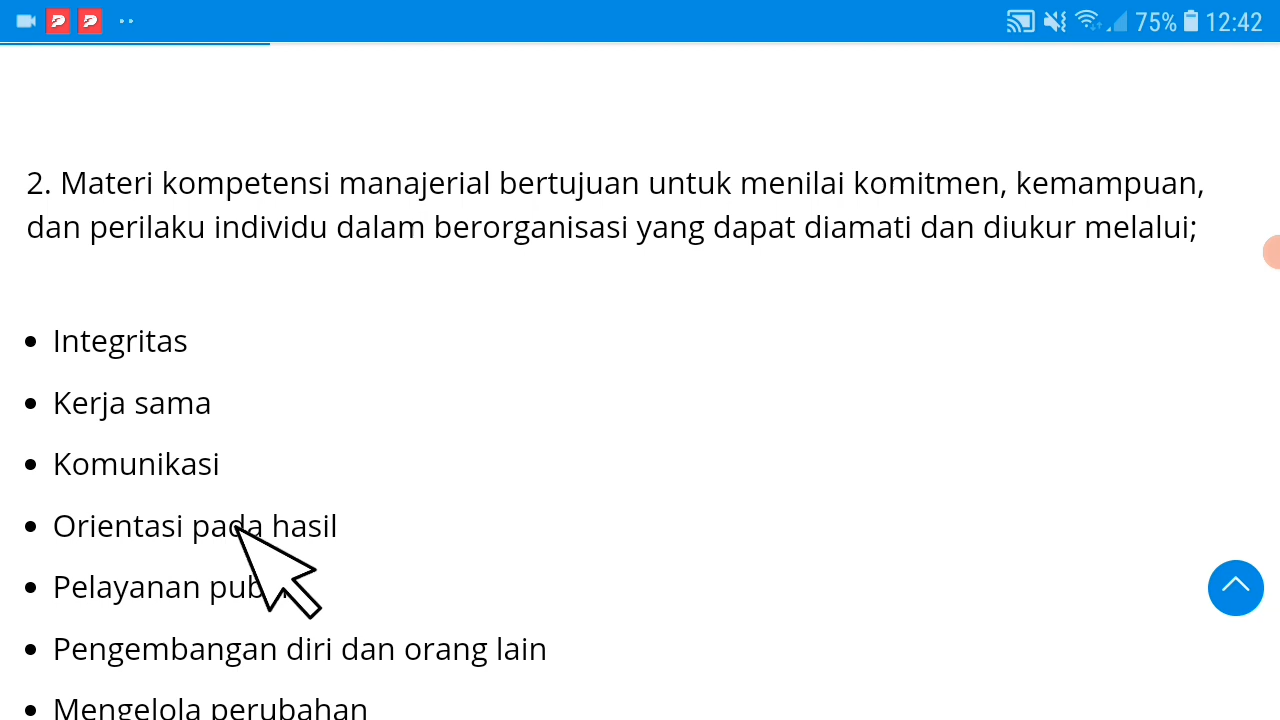 75% 12:42
2. Materi kompetensi manajerial bertujuan untuk menilai komitmen, kemampuan,
dan perilaku individu dalam berorganisasi yang dapat diamati dan diukur melalui;
Integritas
Kerja sama
Komunikasi
Orientasi pada hasil
Pelayanan
Pengembangan diri dan orang lain
Mengelola perubahan